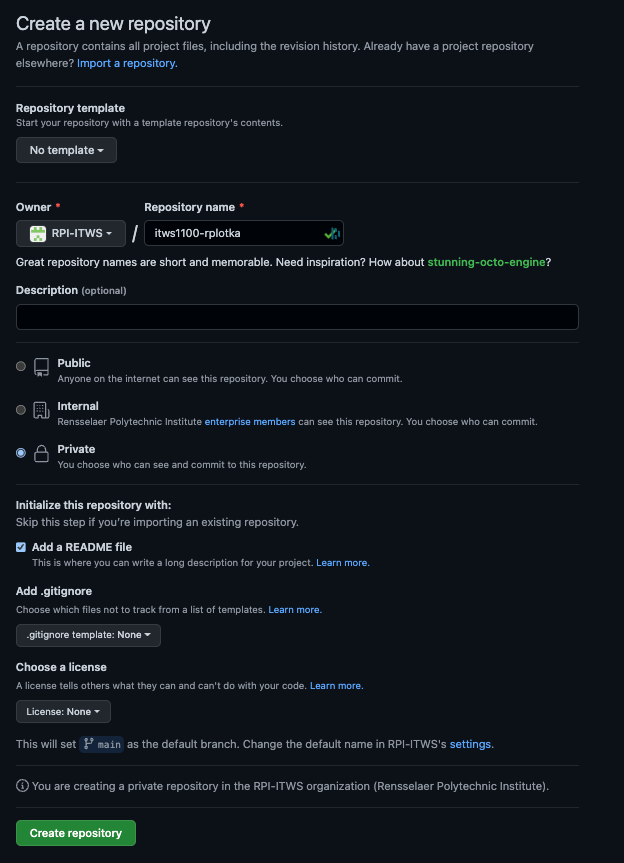 Create a new repository
A repository contains all project files, including the revision history. Already have a project repository
elsewhere? Import a repository.
Repository template
Start your repository with a template repository's contents.
No template
Owner *
Repository name *
RPI-ITWS
/
itws1100-rplotka
Great repository names are short and memorable. Need inspiration? How about stunning-octo-engine?
Description (optional)
Public
Anyone on the internet can see this repository. You choose who can commit.
Internal
Rensselaer Polytechnic Institute enterprise members can see this repository. You choose who can commit.
Private
You choose who can see and commit to this repository.
Initialize this repository with:
Skip this step if you're importing an existing repository.
Add a README file
This is where you can write a long description for your project. Learn more.
Add .gitignore
Choose which files not to track from a list of templates. Learn more.
.gitignore template: None
Choose a license
A license tells others what they can and can't do with your code. Learn more.
License: None
This will set main as the default branch. Change the default name in RPI-ITWS's settings.
You are creating a private repository in the RPI-ITWS organization (Rensselaer Polytechnic Institute).
Create repository